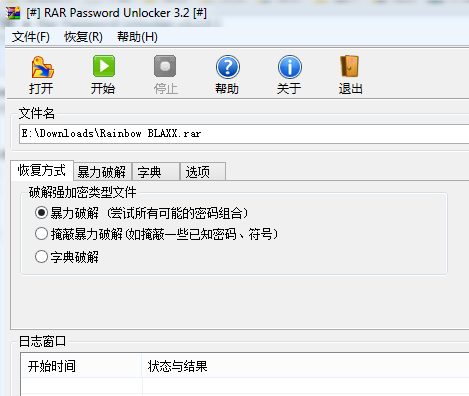 [#] RAR Password Unlocker 3.2 [#]
文件(F) 恢复(R) 帮助(H)
打开 开始 停止 帮助 关于 退出
文件名
E:\Downloads\Rainbow BLAXX.rar
恢复方式 暴力破解 字典 选项
破解强加密类型文件
暴力破解 (尝试所有可能的密码组合)
掩蔽暴力破解(如掩蔽一些已知密码、符号)
字典破解
日志窗口
开始时间 状态与结果